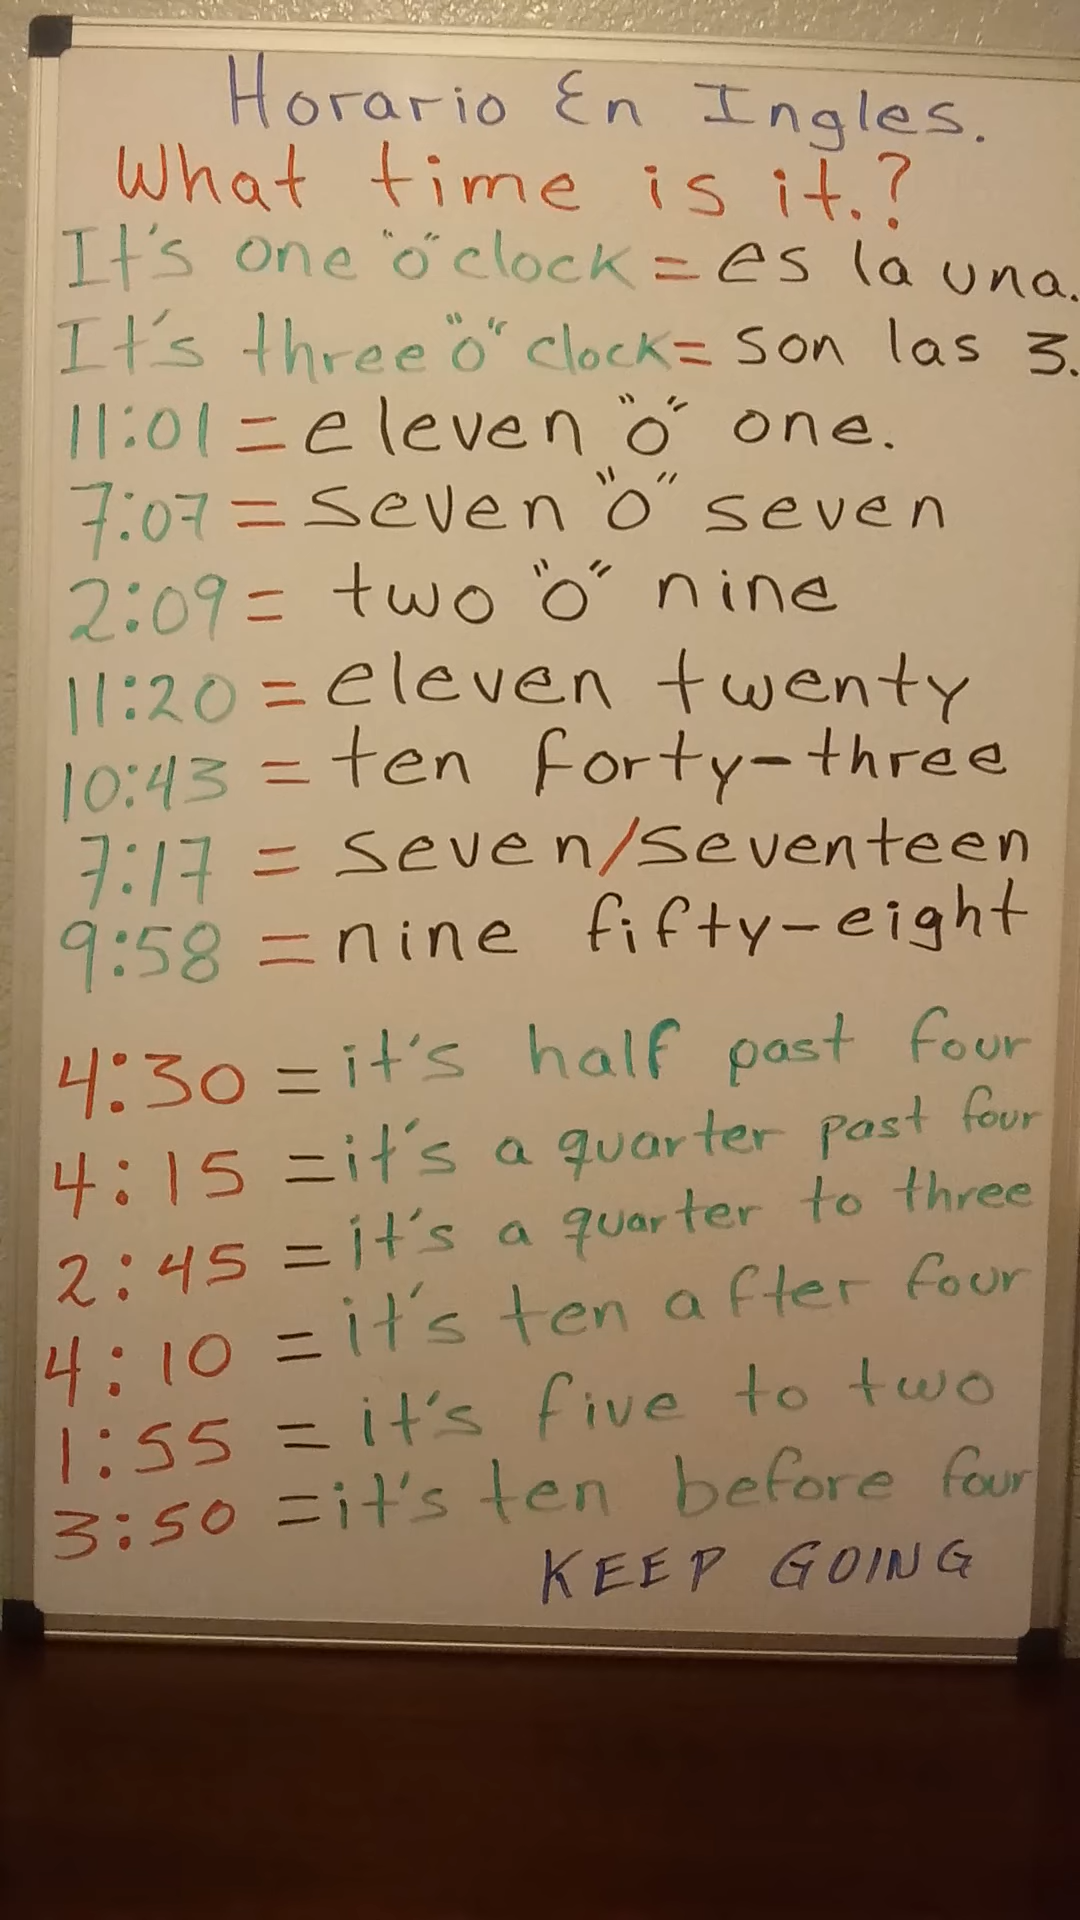 Horario En Ingles.
What time is it.?
It's one "o" clock = es la una.
It's three "o" clock = son las 3.
11:01 = eleven "o" one.
7:07 = seven "o" seven
2:09 = two "o" nine
11:20 = eleven twenty
10:43 = ten forty-three
7:17 = seven/seventeen
9:58 = nine fifty-eight
4:30 = it's half past four
4:15 = it's a quarter past four
2:45 = it's a quarter to three
4:10 = it's ten after four
1:55 = it's five to two
3:50 = it's ten before four
KEEP GOING